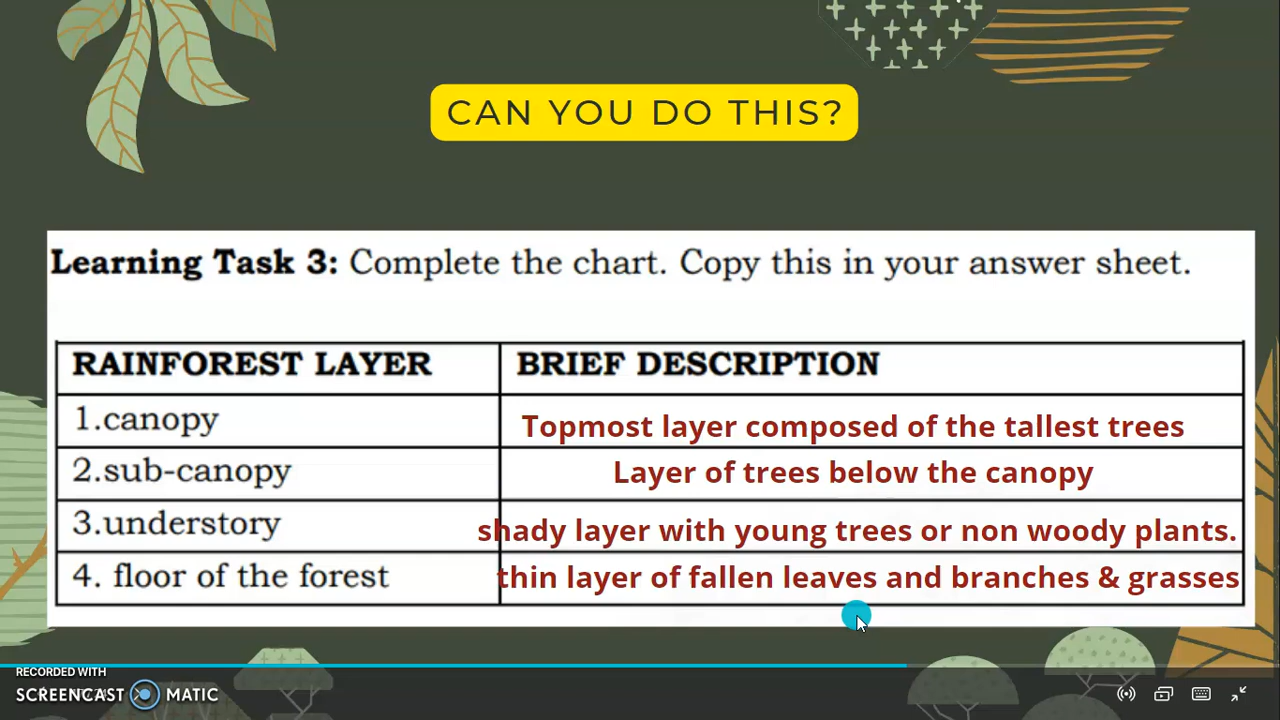 CAN YOU DO THIS?
Learning Task 3: Complete the chart. Copy this in your answer sheet.
RAINFOREST LAYER BRIEF DESCRIPTION
1.canopy Topmost layer composed of the tallest trees
2.sub-canopy Layer of trees below the canopy
3.understory shady layer with young trees or non woody plants.
4. floor of the forest thin layer of fallen leaves and branches & grasses
RECORDED WITH
SCREENCAST MATIC